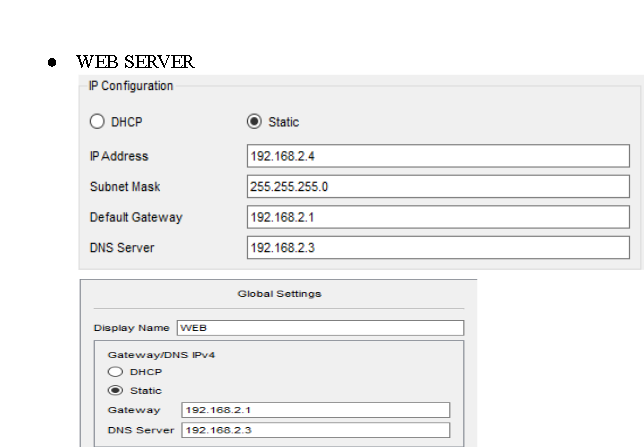 ● WEB SERVER
IP Configuration
DHCP Static
IP Address 192.168.2.4
Subnet Mask 255.255.255.0
Default Gateway 192.168.2.1
DNS Server 192.168.2.3
Global Settings
Display Name WEB
Gateway/DNS IPv4
DHCP
Static
Gateway 192.168.2.1
DNS Server 192.168.2.3